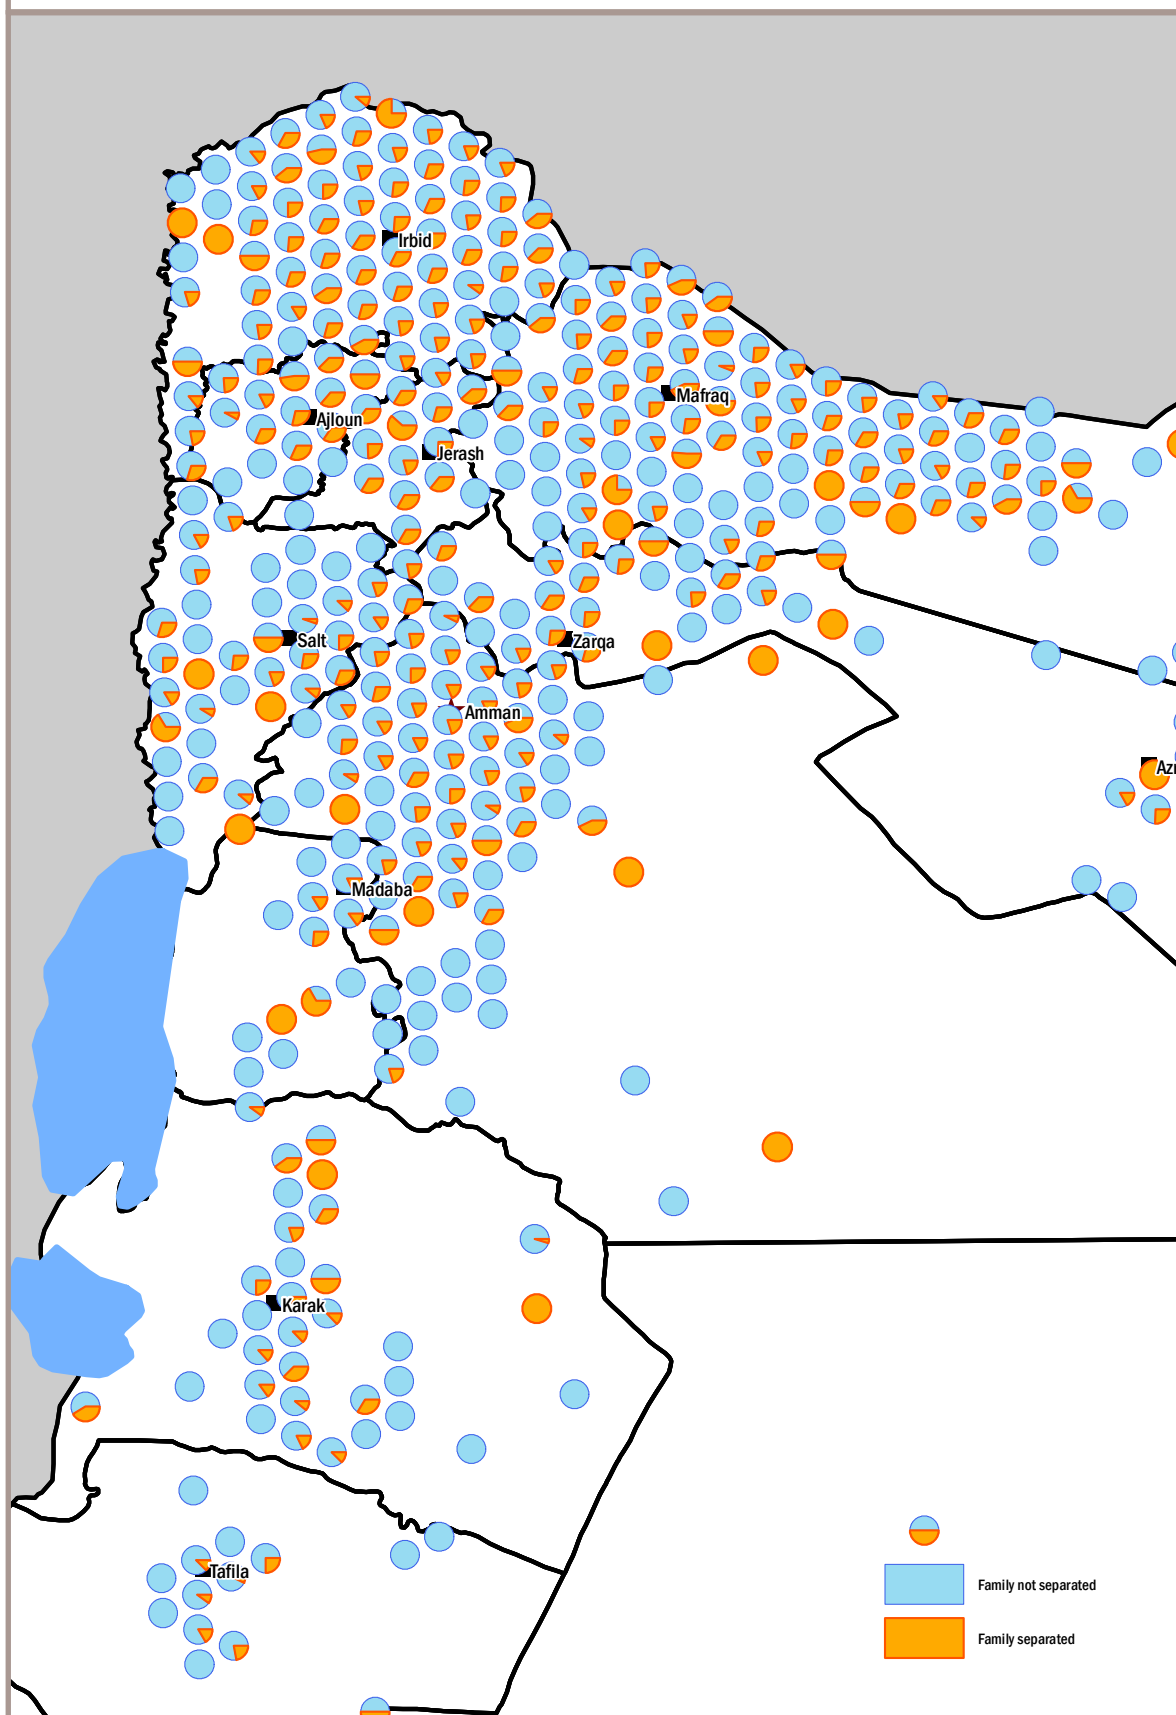 Irbid
Mafraq
Ajloun
Jerash
Salt
Zarqa
Amman
Madaba
Karak
Tafila
Family not separated
Family separated